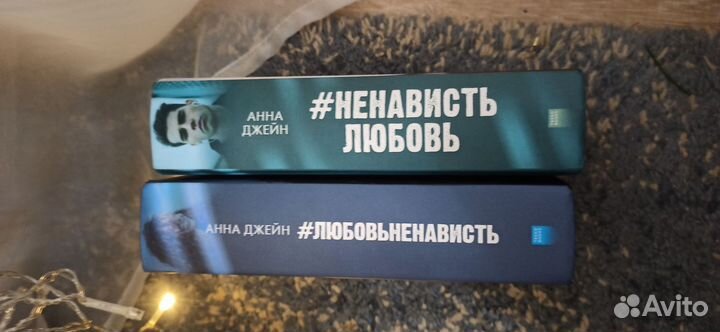 АННА
ДЖЕЙН
#НЕНАВИСТЬ
ЛЮБОВЬ
АННА ДЖЕЙН
#ЛЮБОВЬНЕНАВИСТЬ
Avito